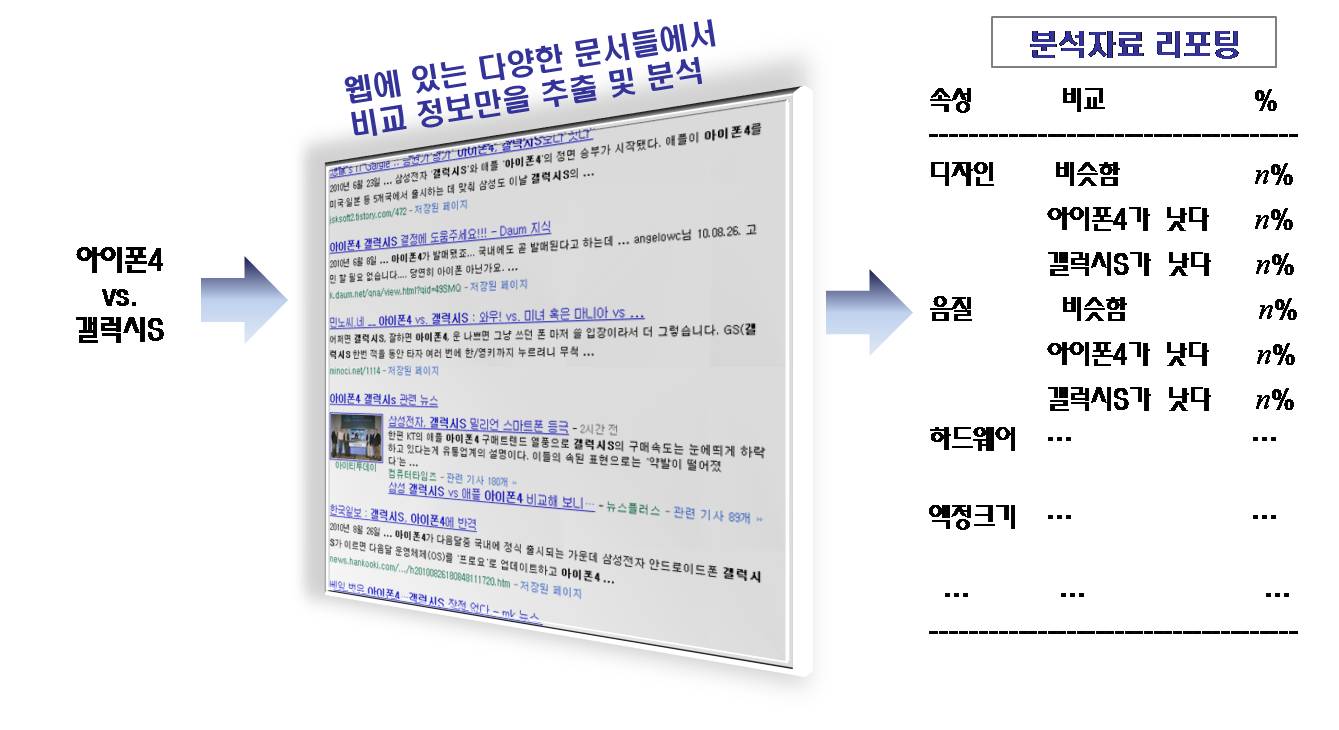 아이폰4
vs.
갤럭시S
웹에 있는 다양한 문서들에서
비교 정보만을 추출 및 분석
아이폰4, 갤럭시S보다
2010년 6월 23일 ... 삼성전자 '갤럭시S'와 애플 '아이폰4'의 정면 승부가 시작됐다. 애플이 아이폰4를
미국·일본 등 5개국에서 출시하는 데 맞춰 삼성도 이날 갤럭시S의 ...
jsksoft2.tistory.com/472 - 저장된 페이지
아이폰4 갤럭시S 결정에 도움주세요!!! - Daum 지식
2010년 6월 8일 ... 아이폰4가 발매됐죠... 국내에도 곧 발매된다고 하는데 ... angelowc님 10.08.26. 고
민 할 필요 없습니다.... 당연히 아이폰 아닌가요. ...
k.daum.net/qna/view.html?qid=49SMQ - 저장된 페이지
민노씨.네 __ 아이폰4 vs. 갤럭시S : 와우! vs. 미녀 혹은 마니아 vs ...
어쩌면 갤럭시S, 잘하면 아이폰4, 운 나쁘면 그냥 쓰던 폰 마저 쓸 입장이라서 더 그렇습니다. GS(갤
럭시S 한번 꺽을 동안 타자 여러 번에 한/영키까지 누르려니 무척 ...
minoci.net/1114 - 저장된 페이지
아이폰4 갤럭시s 관련 뉴스
삼성전자, 갤럭시S 밀리언 스마트폰 등극 - 2시간 전
한편 KT의 애플 아이폰4 구매트렌드 열풍으로 갤럭시S의 구매속도는 눈에띄게 하락
하고 있다는게 유통업계의 설명이다. 이들의 속된 표현으로는 '약발이 떨어졌
다'는 ...
아이티투데이
컴퓨터타임즈 - 관련 기사 180개 »
삼성 갤럭시S vs 애플 아이폰4 비교해 보니… - 뉴스플러스 - 관련 기사 89개 »
한국일보 : 갤럭시S, 아이폰4에 반격
2010년 8월 26일 ... 아이폰4가 다음달중 국내에 정식 출시되는 가운데 삼성전자 안드로이드폰 갤럭시
S가 이르면 다음달 운영체제(OS)를 '프로요'로 업데이트하고 아이폰4 ...
news.hankooki.com/.../h20100826180848111720.htm - 저장된 페이지
베일 벗은 아이폰4…갤럭시S 장점 없다 - mk 뉴스
분석자료 리포팅
속성 비교 %
디자인 비슷함 n%
아이폰4가 낫다 n%
갤럭시S가 낫다 n%
음질 비슷함 n%
아이폰4가 낫다 n%
갤럭시S가 낫다 n%
하드웨어 ... ...
액정크기 ... ...
... ... ...